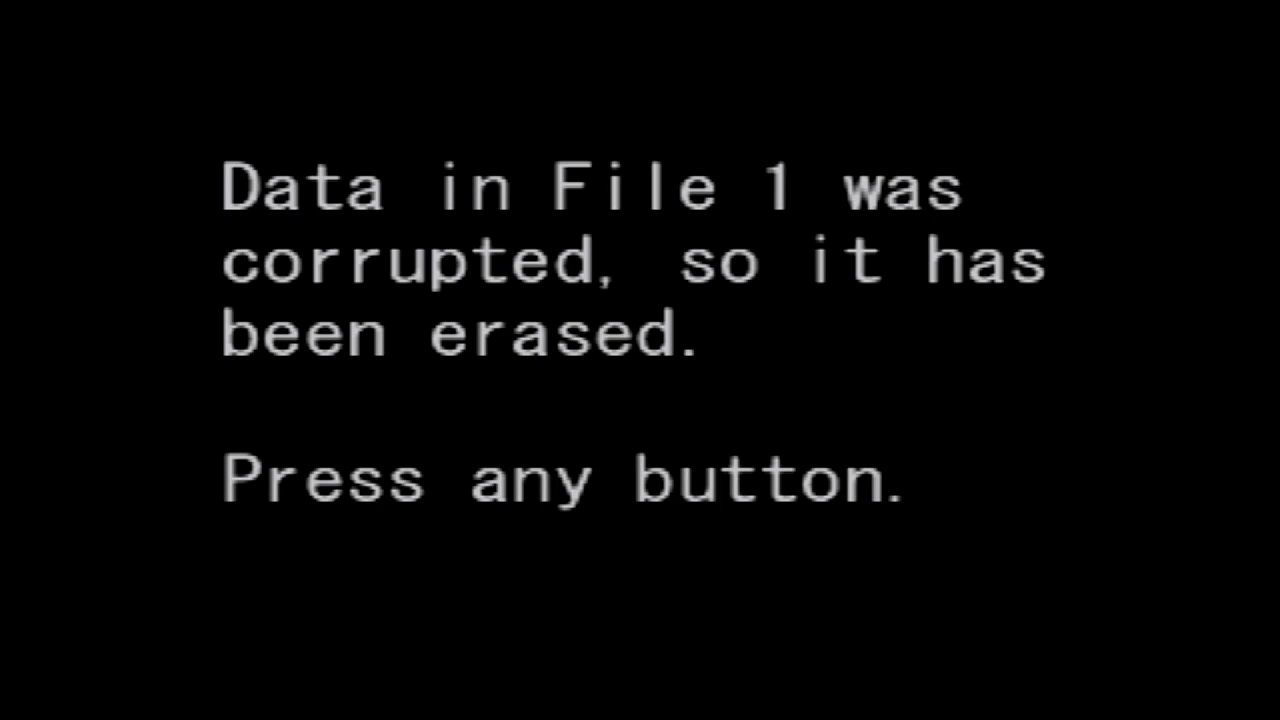 Data in File 1 was
corrupted, so it has
been erased.
Press any button.